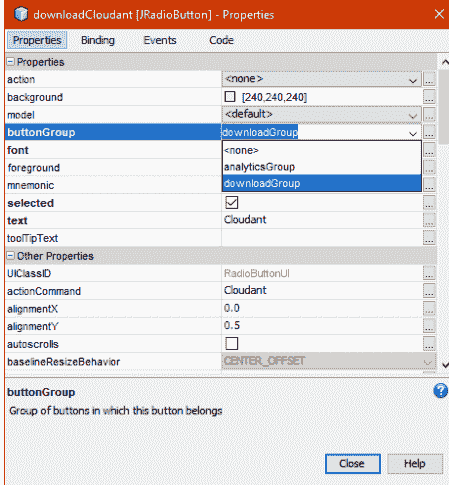 downloadCloudant [JRadioButton] - Properties
Properties Binding Events Code
Properties
action <none> ...
background [240,240,240] ...
model <default> ...
buttonGroup downloadGroup ...
font <none> ...
foreground analyticsGroup ...
mnemonic downloadGroup ...
selected ...
text Cloudant ...
toolTipText ...
Other Properties
UIClassID RadioButtonUI ...
actionCommand Cloudant ...
alignmentX 0.0 ...
alignmentY 0.5 ...
autoscrolls ...
baselineResizeBehavior CENTER_OFFSET ...
buttonGroup ?
Group of buttons in which this button belongs
Close Help